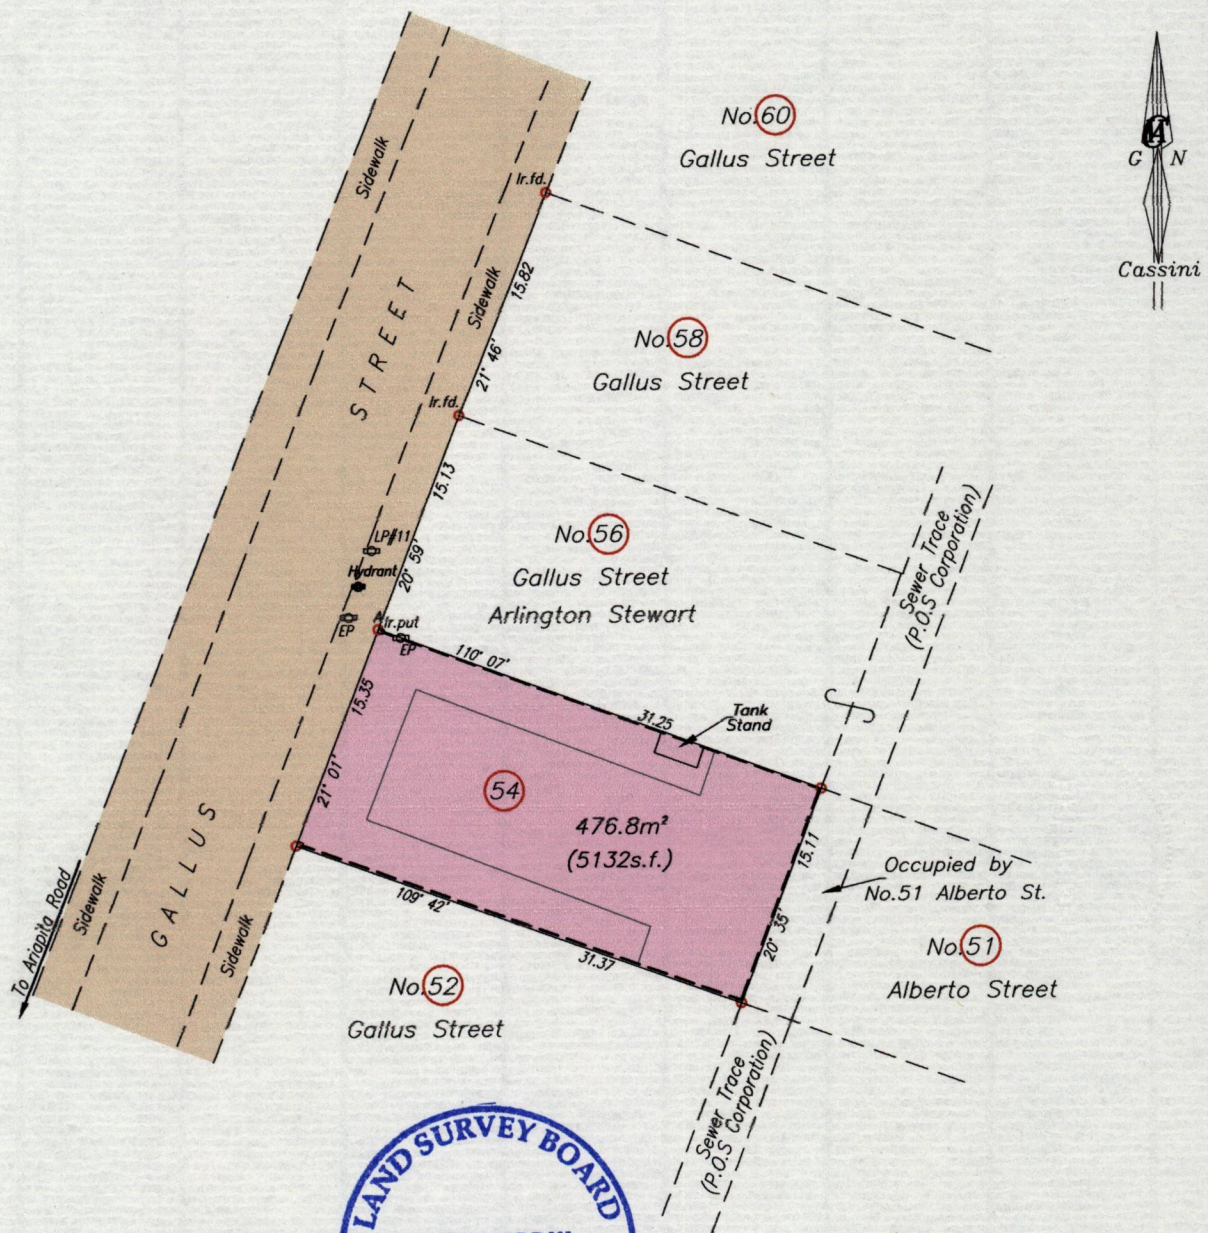 No. 60
Gallus Street
G N
Cassini
Sidewalk
Ir.fd.
15.82
Sidewalk
21° 46'
No. 58
Gallus Street
STREET
Ir.fd.
15.13
20° 59'
No. 56
Gallus Street
Arlington Stewart
LP#11
Hydrant
EP
A
Ir.put
EP
Sewer Trace
(P.O.S Corporation)
110° 07'
31.25
Tank
Stand
15.35
21° 01'
54
476.8m²
(5132s.f.)
15.11
20° 35'
Occupied by
No.51 Alberto St.
No. 51
Alberto Street
GALLUS
To Ariapita Road
Sidewalk
Sidewalk
109° 42'
31.37
No. 52
Gallus Street
Sewer Trace
(P.O.S Corporation)
LAND SURVEY BOARD